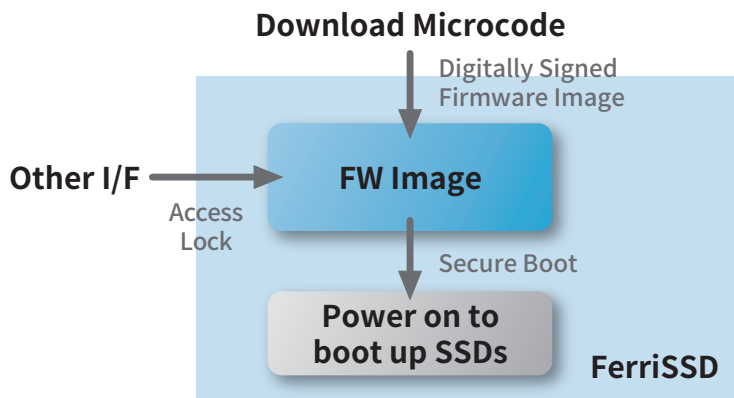 Download Microcode
Digitally Signed
Firmware Image
Other I/F
FW Image
Access
Lock
Secure Boot
Power on to
boot up SSDs
FerriSSD